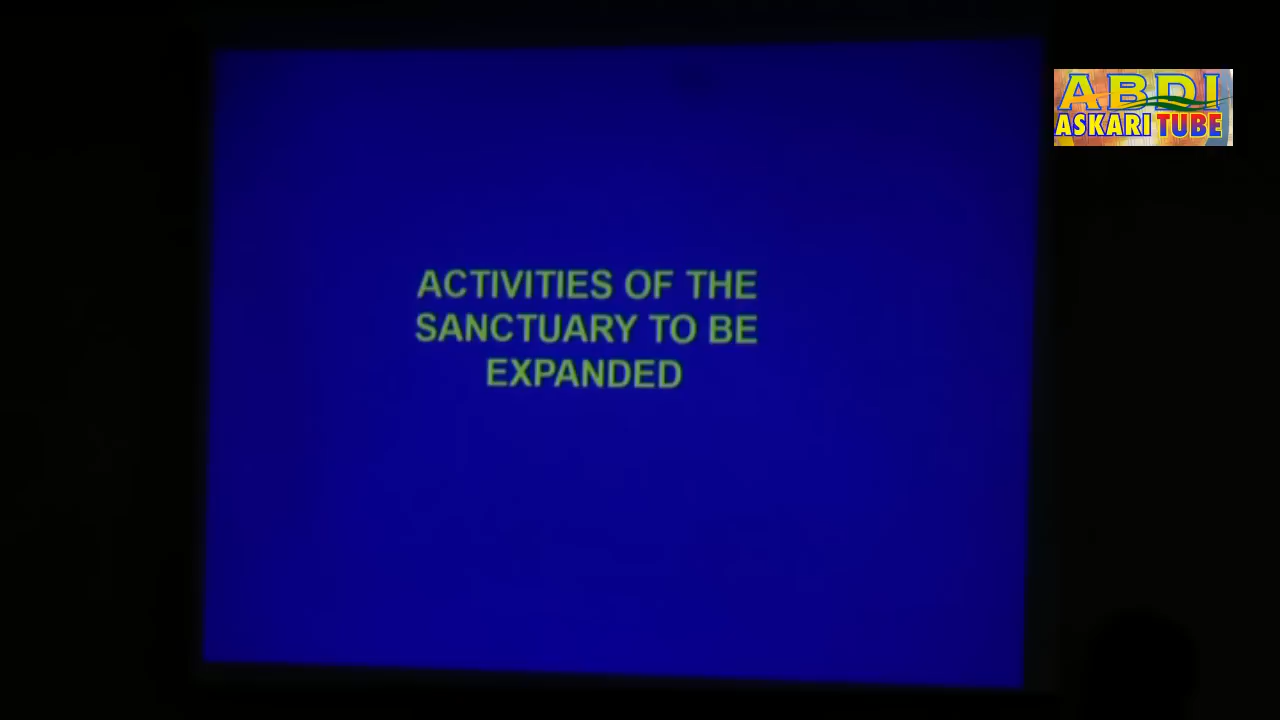 ABDI
ASKARI TUBE
ACTIVITIES OF THE
SANCTUARY TO BE
EXPANDED